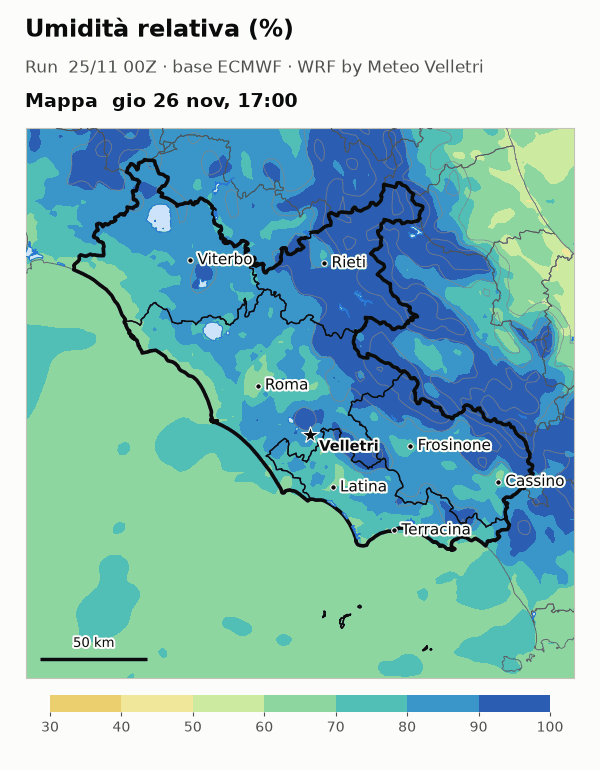 Umidità relativa (%)
Run  25/11 00Z · base ECMWF · WRF by Meteo Velletri
Mappa  gio 26 nov, 17:00
Viterbo
Rieti
Roma
Velletri
Frosinone
Cassino
Latina
Terracina
50 km
30 40 50 60 70 80 90 100